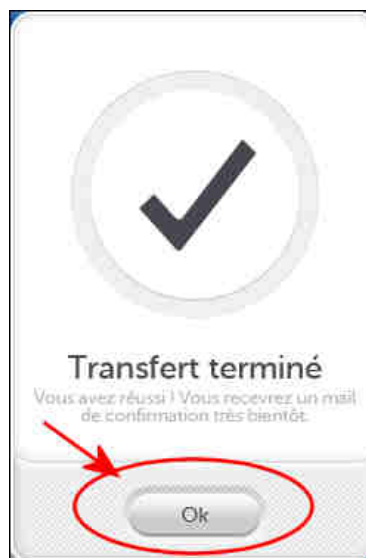 Transfert terminé
Vous avez réussi ! Vous recevrez un mail
de confirmation très bientôt.
Ok